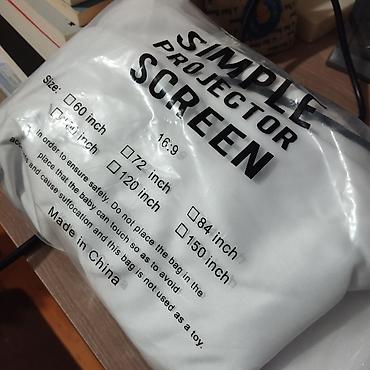 SIMPLE
PROJECTOR
SCREEN
16:9
Size: □60 inch □72 inch □84 inch
inch □120 inch □150 inch
in order to ensure safely. Do not place the bag in the
place that the baby can touch so as to avoid
and cause suffocation and this bag is not used as a toy.
Made in China